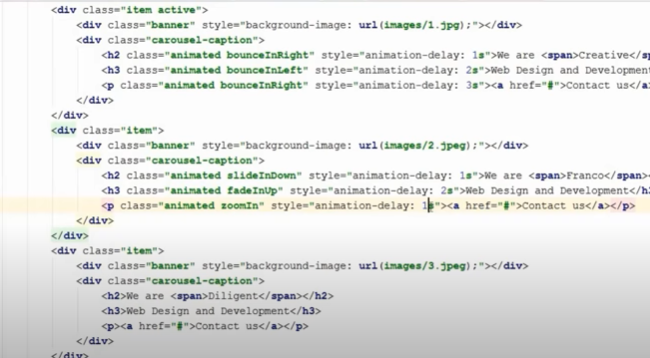 <div class="item active">
<div class="banner" style="background-image: url(images/1.jpg);"></div>
<div class="carousel-caption">
<h2 class="animated bounceInRight" style="animation-delay: 1s">We are <span>Creative</sp
<h3 class="animated bounceInLeft" style="animation-delay: 2s">Web Design and Development
<p class="animated bounceInRight" style="animation-delay: 3s"><a href="#">Contact us</a
</div>
</div>
<div class="item">
<div class="banner" style="background-image: url(images/2.jpg);"></div>
<div class="carousel-caption">
<h2 class="animated slideInDown" style="animation-delay: 1s">We are <span>Franco</span>
<h3 class="animated fadeInUp" style="animation-delay: 2s">Web Design and Development</h
<p class="animated zoomIn" style="animation-delay: 1s"><a href="#">Contact us</a></p>
</div>
</div>
<div class="item">
<div class="banner" style="background-image: url(images/3.jpeg);"></div>
<div class="carousel-caption">
<h2>We are <span>Diligent</span></h2>
<h3>Web Design and Development</h3>
<p><a href="#">Contact us</a></p>
</div>
</div>